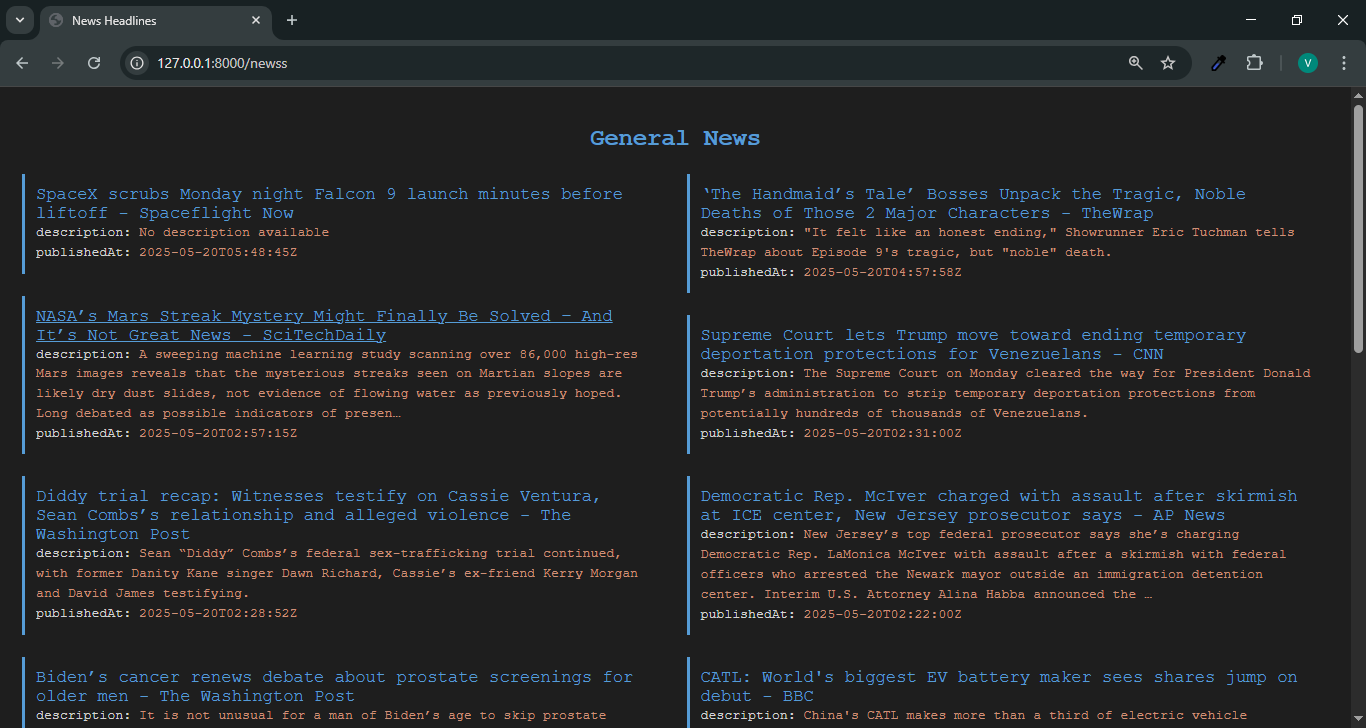 News Headlines
127.0.0.1:8000/newss
V
General News
SpaceX scrubs Monday night Falcon 9 launch minutes before
liftoff – Spaceflight Now
description: No description available
publishedAt: 2025-05-20T05:48:45Z
NASA’s Mars Streak Mystery Might Finally Be Solved – And
It’s Not Great News - SciTechDaily
description: A sweeping machine learning study scanning over 86,000 high-res
Mars images reveals that the mysterious streaks seen on Martian slopes are
likely dry dust slides, not evidence of flowing water as previously hoped.
Long debated as possible indicators of presen…
publishedAt: 2025-05-20T02:57:15Z
Diddy trial recap: Witnesses testify on Cassie Ventura,
Sean Combs’s relationship and alleged violence - The
Washington Post
description: Sean “Diddy” Combs’s federal sex-trafficking trial continued,
with former Danity Kane singer Dawn Richard, Cassie’s ex-friend Kerry Morgan
and David James testifying.
publishedAt: 2025-05-20T02:28:52Z
Biden’s cancer renews debate about prostate screenings for
older men - The Washington Post
description: It is not unusual for a man of Biden’s age to skip prostate
‘The Handmaid’s Tale’ Bosses Unpack the Tragic, Noble
Deaths of Those 2 Major Characters - TheWrap
description: "It felt like an honest ending," Showrunner Eric Tuchman tells
TheWrap about Episode 9's tragic, but "noble" death.
publishedAt: 2025-05-20T04:57:58Z
Supreme Court lets Trump move toward ending temporary
deportation protections for Venezuelans - CNN
description: The Supreme Court on Monday cleared the way for President Donald
Trump’s administration to strip temporary deportation protections from
potentially hundreds of thousands of Venezuelans.
publishedAt: 2025-05-20T02:31:00Z
Democratic Rep. McIver charged with assault after skirmish
at ICE center, New Jersey prosecutor says - AP News
description: New Jersey’s top federal prosecutor says she’s charging
Democratic Rep. LaMonica McIver with assault after a skirmish with federal
officers who arrested the Newark mayor outside an immigration detention
center. Interim U.S. Attorney Alina Habba announced the …
publishedAt: 2025-05-20T02:22:00Z
CATL: World's biggest EV battery maker sees shares jump on
debut - BBC
description: China's CATL makes more than a third of electric vehicle